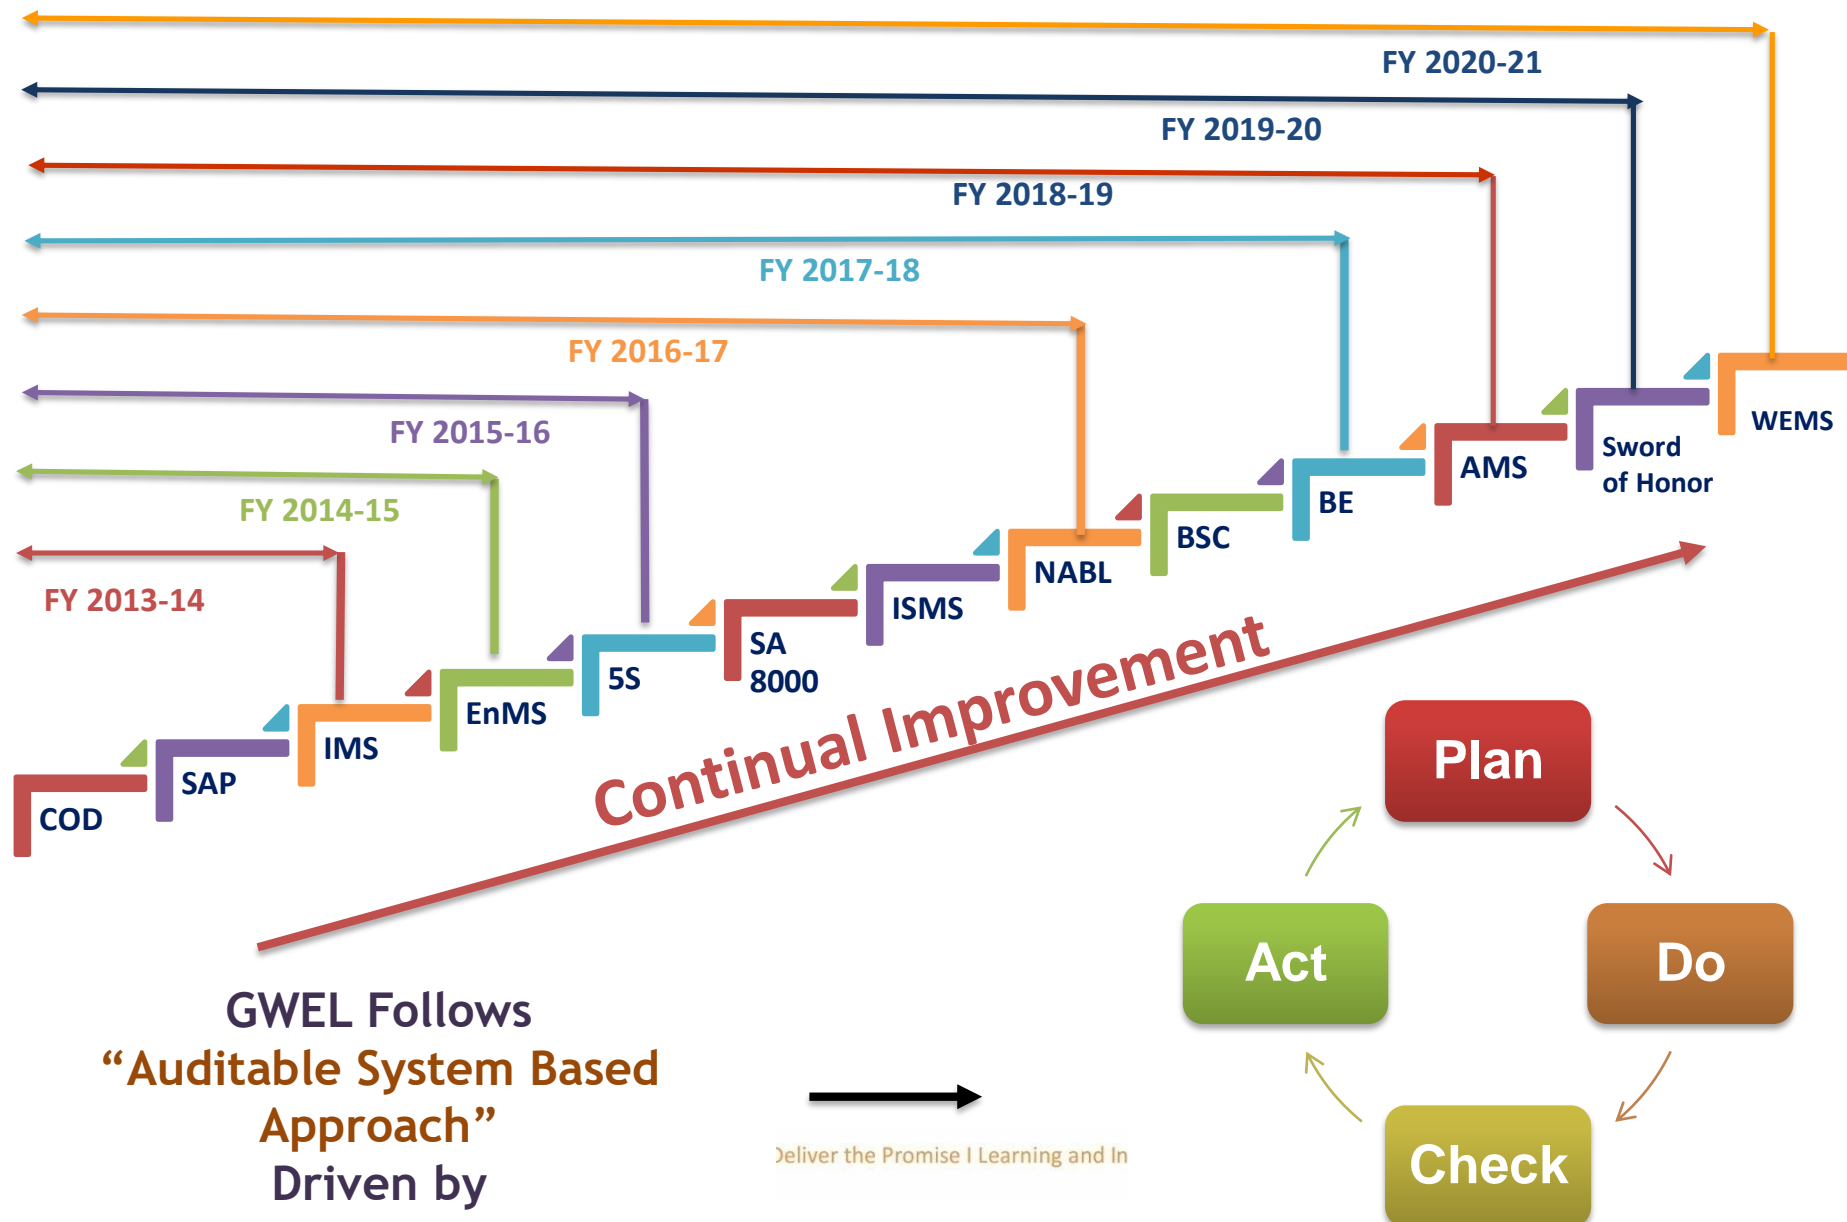 FY 2020-21
FY 2019-20
FY 2018-19
FY 2017-18
FY 2016-17
FY 2015-16
FY 2014-15
FY 2013-14
COD
SAP
IMS
EnMS
5S
SA
8000
ISMS
NABL
BSC
BE
AMS
Sword
of Honor
WEMS
Continual Improvement
Plan
Do
Check
Act
GWEL Follows
“Auditable System Based
Approach”
Driven by
Deliver the Promise I Learning and In